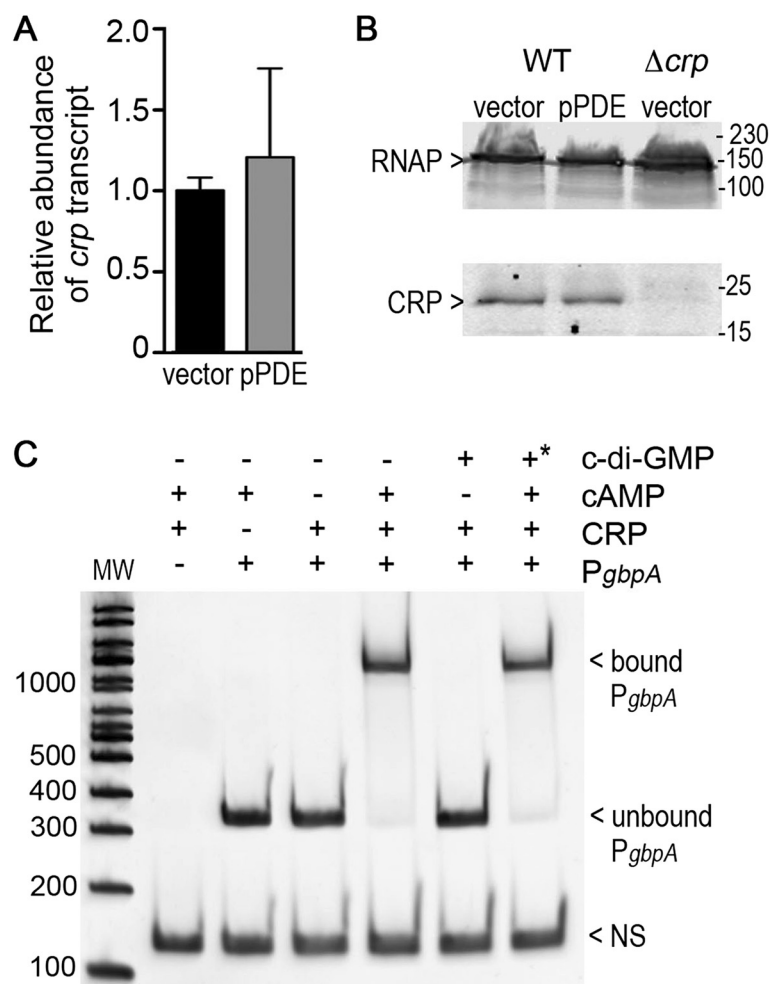 A
Relative abundance
of crp transcript
2.0
1.5
1.0
0.5
0
vector pPDE
B
WT Δcrp
vector pPDE vector
RNAP >
-230
-150
-100
CRP >
-25
-15
C
- - - - + +* c-di-GMP
+ + - + - + cAMP
+ - + + + + CRP
- + + + + + PgbpA
MW
1000
500
400
300
200
100
< bound
PgbpA
< unbound
PgbpA
< NS